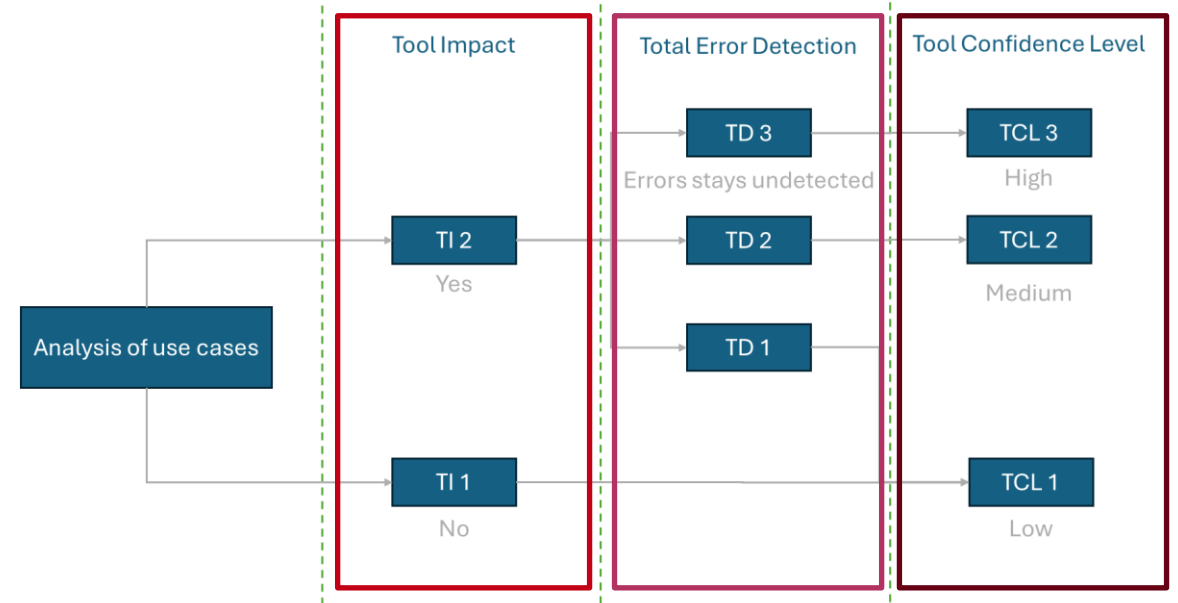 Tool Impact
Total Error Detection
Tool Confidence Level
TD 3
TCL 3
Errors stays undetected
High
TI 2
TD 2
TCL 2
Yes
Medium
Analysis of use cases
TD 1
TI 1
TCL 1
No
Low